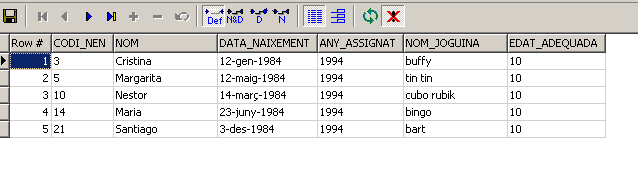 Def N&D D N
Row # CODI_NEN NOM DATA_NAIXEMENT ANY_ASSIGNAT NOM_JOGUINA EDAT_ADEQUADA
1 3 Cristina 12-gen-1984 1994 buffy 10
2 5 Margarita 12-maig-1984 1994 tin tin 10
3 10 Nestor 14-març-1984 1994 cubo rubik 10
4 14 Maria 23-juny-1984 1994 bingo 10
5 21 Santiago 3-des-1984 1994 bart 10